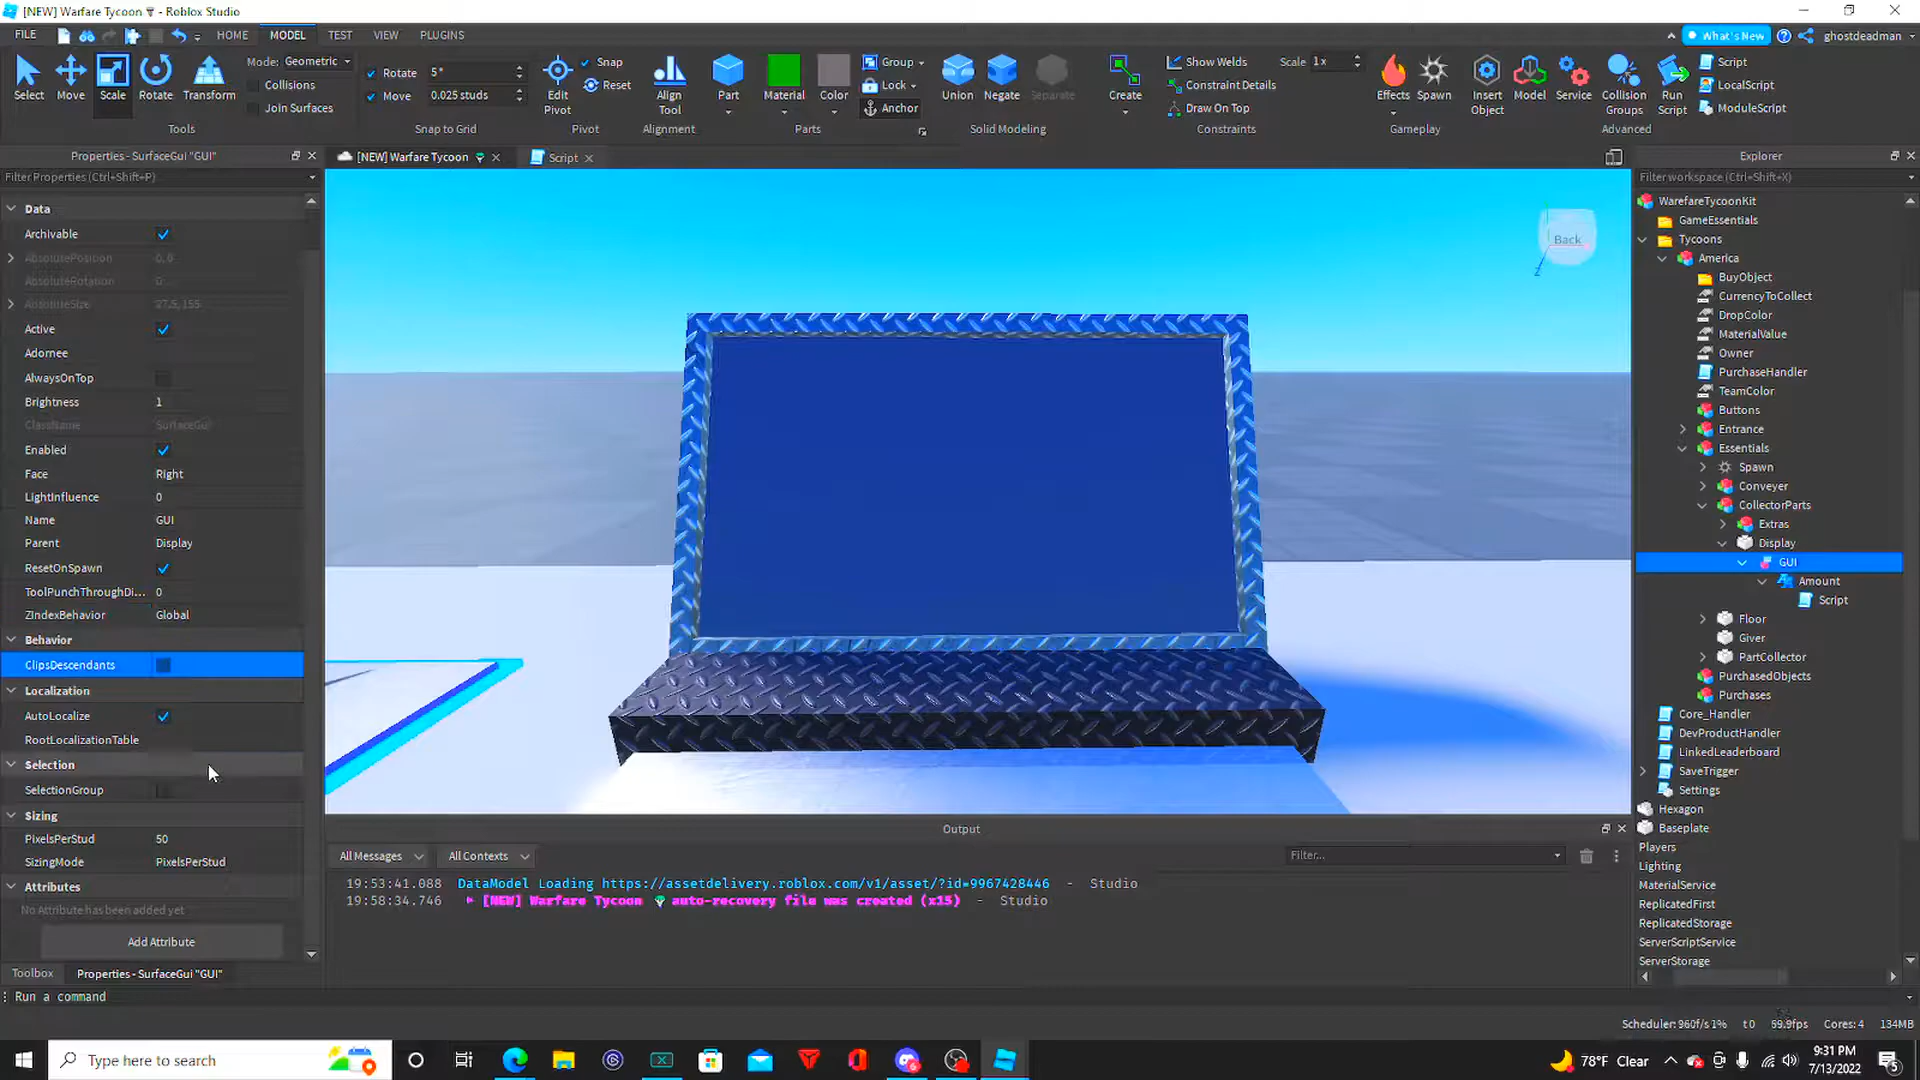 [NEW] Warfare Tycoon - Roblox Studio
FILE
HOME
MODEL
TEST
VIEW
PLUGINS
What's New
ghostdeadman
Select
Move
Scale
Rotate
Transform
Mode: Geometric
Collisions
Join Surfaces
Tools
Rotate 5°
Move 0.025 studs
Snap to Grid
Edit Pivot
Snap
Reset
Pivot
Align Tool
Alignment
Part
Material
Color
Group
Lock
Anchor
Parts
Union
Negate
Separate
Solid Modeling
Create
Show Welds
Scale 1x
Constraint Details
Draw On Top
Constraints
Effects
Spawn
Gameplay
Insert Object
Model
Service
Collision Groups
Run Script
Script
LocalScript
ModuleScript
Advanced
Properties - SurfaceGui "GUI"
Filter Properties (Ctrl+Shift+P)
Data
Archivable
AbsolutePosition 0, 0
AbsoluteRotation 0
AbsoluteSize 275, 155
Active
Adornee
AlwaysOnTop
Brightness 1
ClassName SurfaceGui
Enabled
Face Right
LightInfluence 0
Name GUI
Parent Display
ResetOnSpawn
ToolPunchThroughDi... 0
ZIndexBehavior Global
Behavior
ClipsDescendants
Localization
AutoLocalize
RootLocalizationTable
Selection
SelectionGroup
Sizing
PixelsPerStud 50
SizingMode PixelsPerStud
Attributes
No Attribute has been added yet
Add Attribute
Toolbox
Properties - SurfaceGui "GUI"
Run a command
[NEW] Warfare Tycoon
Script
Back
Z
Output
All Messages
All Contexts
Filter...
19:53:41.088 DataModel Loading https://assetdelivery.roblox.com/v1/asset/?id=9967428446 - Studio
19:58:34.746 [NEW] Warfare Tycoon auto-recovery file was created (x15) - Studio
Explorer
Filter workspace (Ctrl+Shift+X)
WarefareTycoonKit
GameEssentials
Tycoons
America
BuyObject
CurrencyToCollect
DropColor
MaterialValue
Owner
PurchaseHandler
TeamColor
Buttons
Entrance
Essentials
Spawn
Conveyer
CollectorParts
Extras
Display
GUI
Amount
Script
Floor
Giver
PartCollector
PurchasedObjects
Purchases
Core_Handler
DevProductHandler
LinkedLeaderboard
SaveTrigger
Settings
Hexagon
Baseplate
Players
Lighting
MaterialService
ReplicatedFirst
ReplicatedStorage
ServerScriptService
ServerStorage
Scheduler: 960f/s 1% t 0 59.9fps Cores: 4 134MB
Type here to search
78°F Clear
9:31 PM
7/13/2022
5